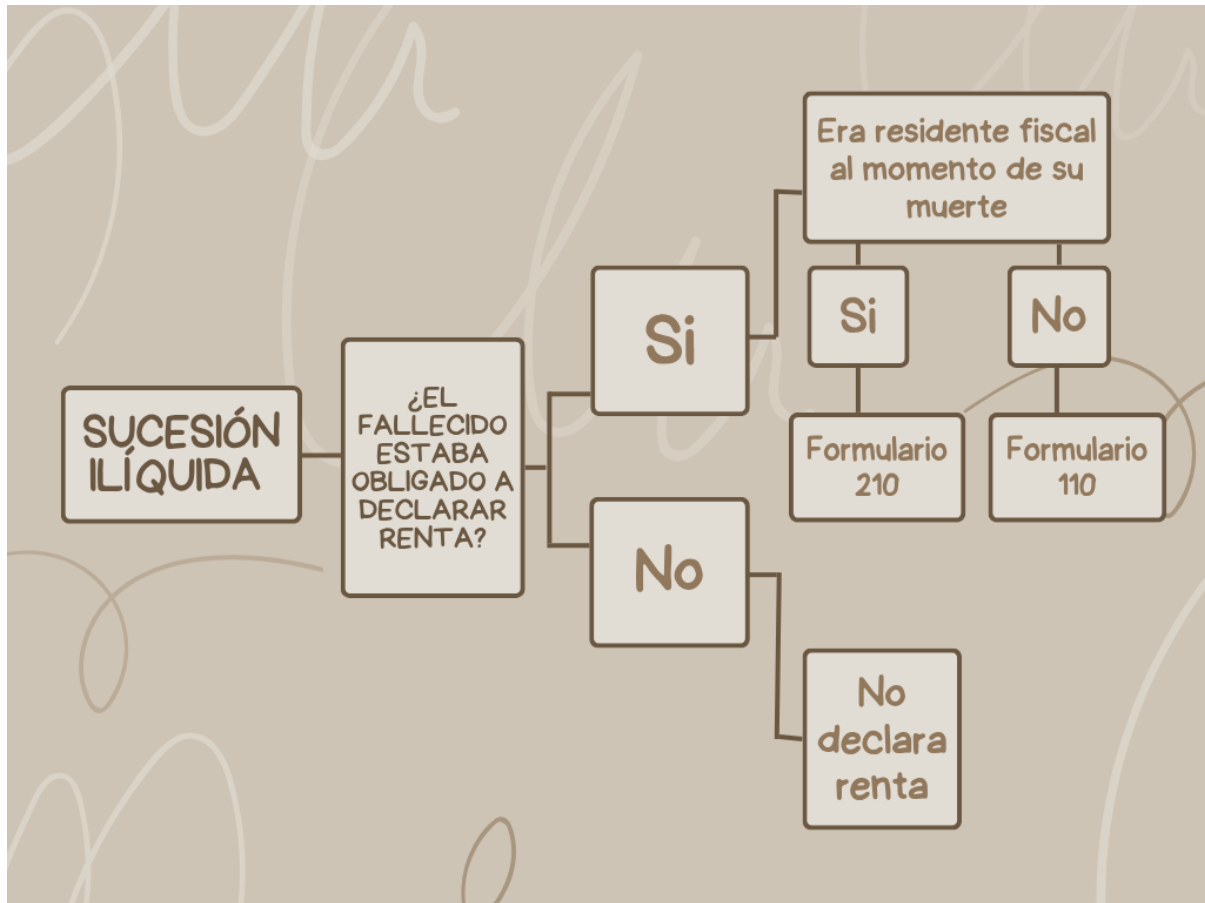 SUCESIÓN
ILÍQUIDA
¿EL
FALLECIDO
ESTABA
OBLIGADO A
DECLARAR
RENTA?
Si
No
Era residente fiscal
al momento de su
muerte
Si
No
Formulario
210
Formulario
110
No
declara
renta